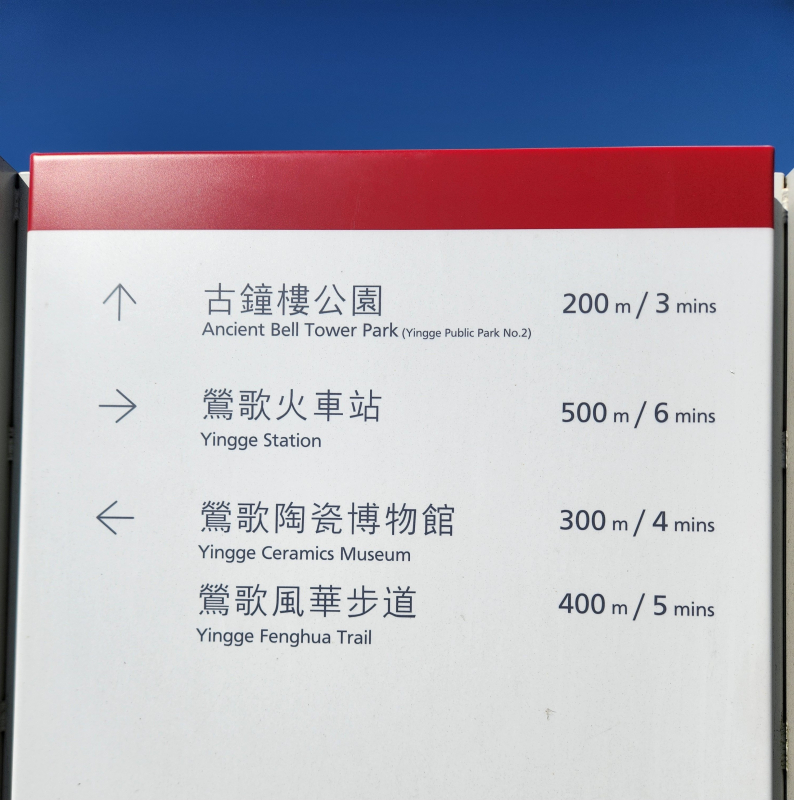 ↑ 古鐘樓公園 200 m / 3 mins
Ancient Bell Tower Park (Yingge Public Park No.2)
→ 鶯歌火車站 500 m / 6 mins
Yingge Station
← 鶯歌陶瓷博物館 300 m / 4 mins
Yingge Ceramics Museum
鶯歌風華步道 400 m / 5 mins
Yingge Fenghua Trail